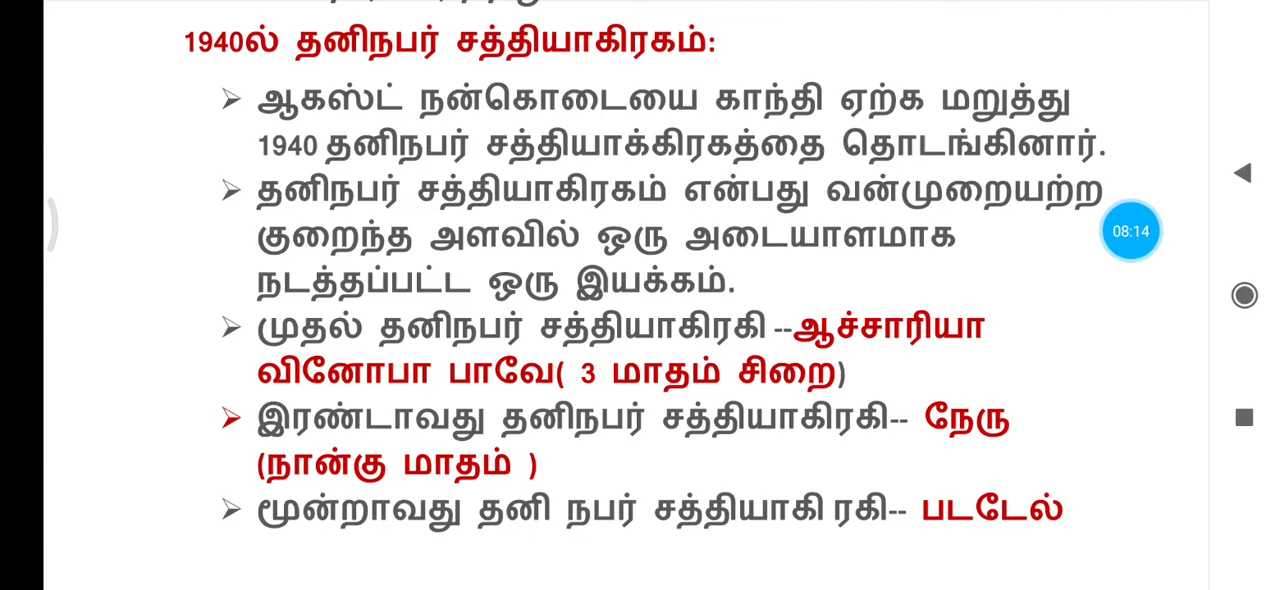 1940ல் தனிநபர் சத்தியாகிரகம்:
➢ ஆகஸ்ட் நன்கொடையை காந்தி ஏற்க மறுத்து
1940 தனிநபர் சத்தியாக்கிரகத்தை தொடங்கினார்.
➢ தனிநபர் சத்தியாகிரகம் என்பது வன்முறையற்ற
குறைந்த அளவில் ஒரு அடையாளமாக
நடத்தப்பட்ட ஒரு இயக்கம்.
➢ முதல் தனிநபர் சத்தியாகிரகி --ஆச்சாரியா
வினோபா பாவே( 3 மாதம் சிறை)
➢ இரண்டாவது தனிநபர் சத்தியாகிரகி-- நேரு
(நான்கு மாதம் )
➢ மூன்றாவது தனி நபர் சத்தியாகி ரகி-- படடேல்
08:14